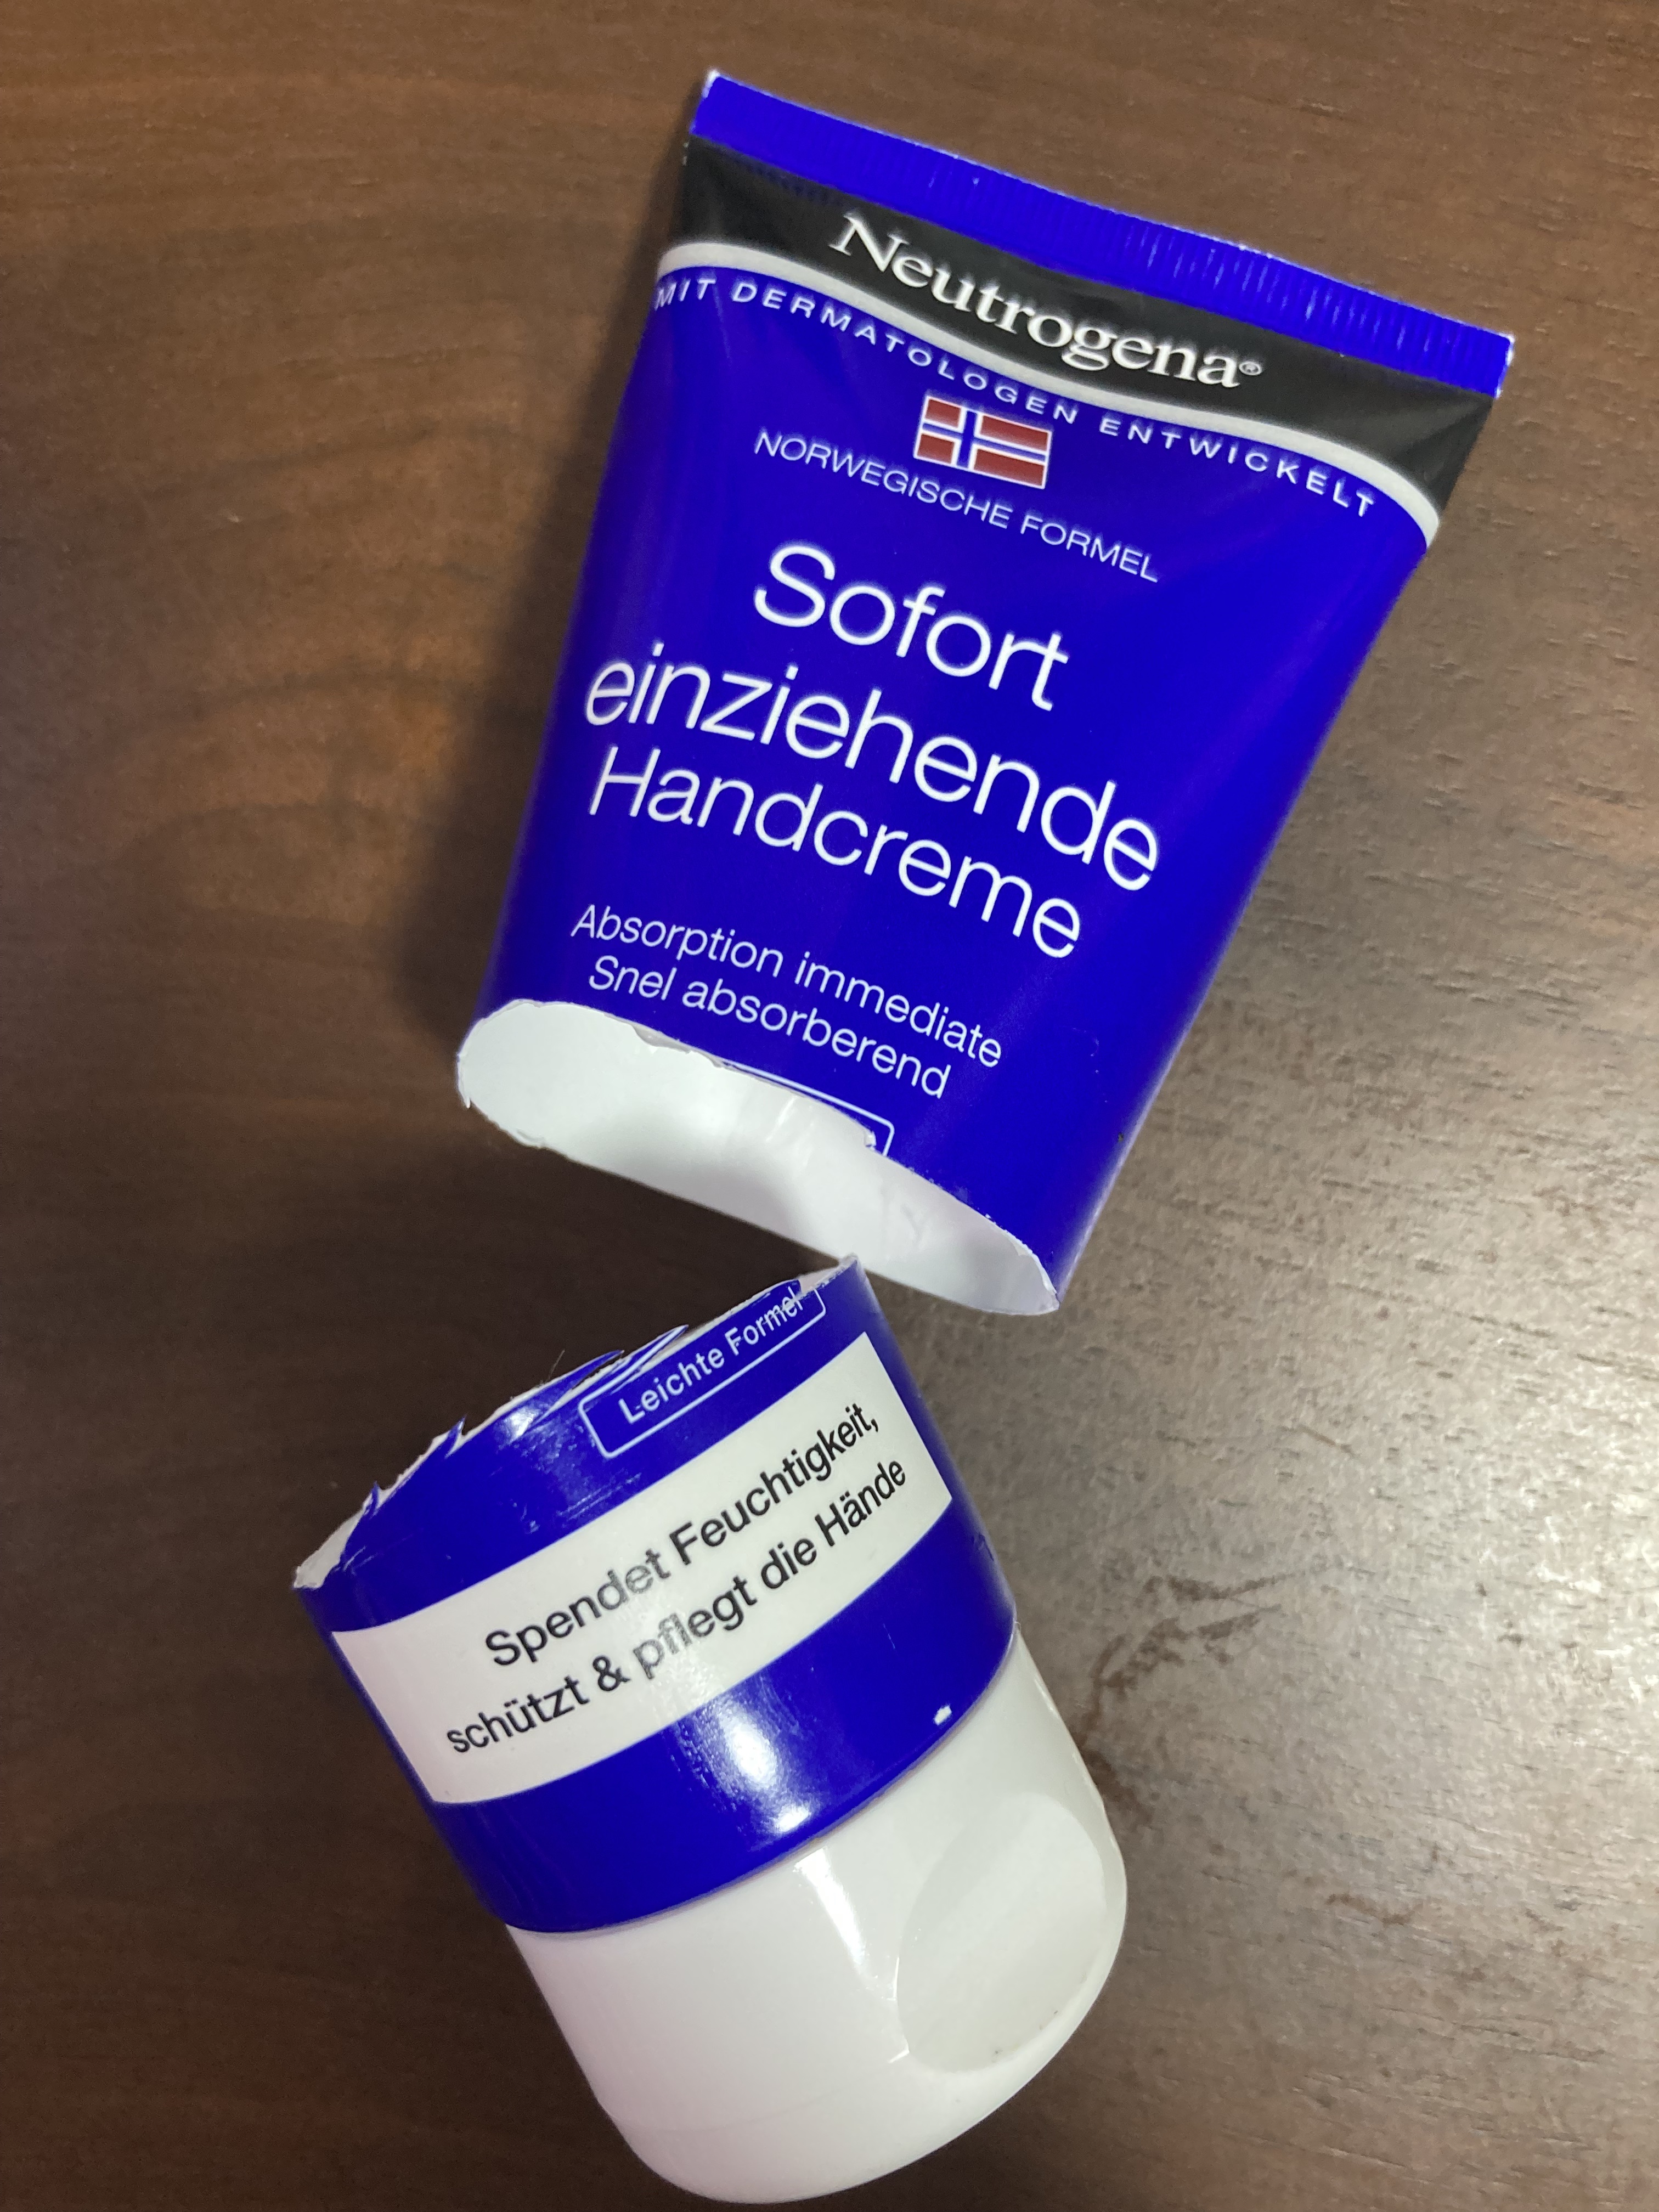 Neutrogena®
MIT DERMATOLOGEN ENTWICKELT
NORWEGISCHE FORMEL
Sofort
einziehende
Handcreme
Absorption immediate
Snel absorberend
Leichte Formel
Spendet Feuchtigkeit,
schützt & pflegt die Hände